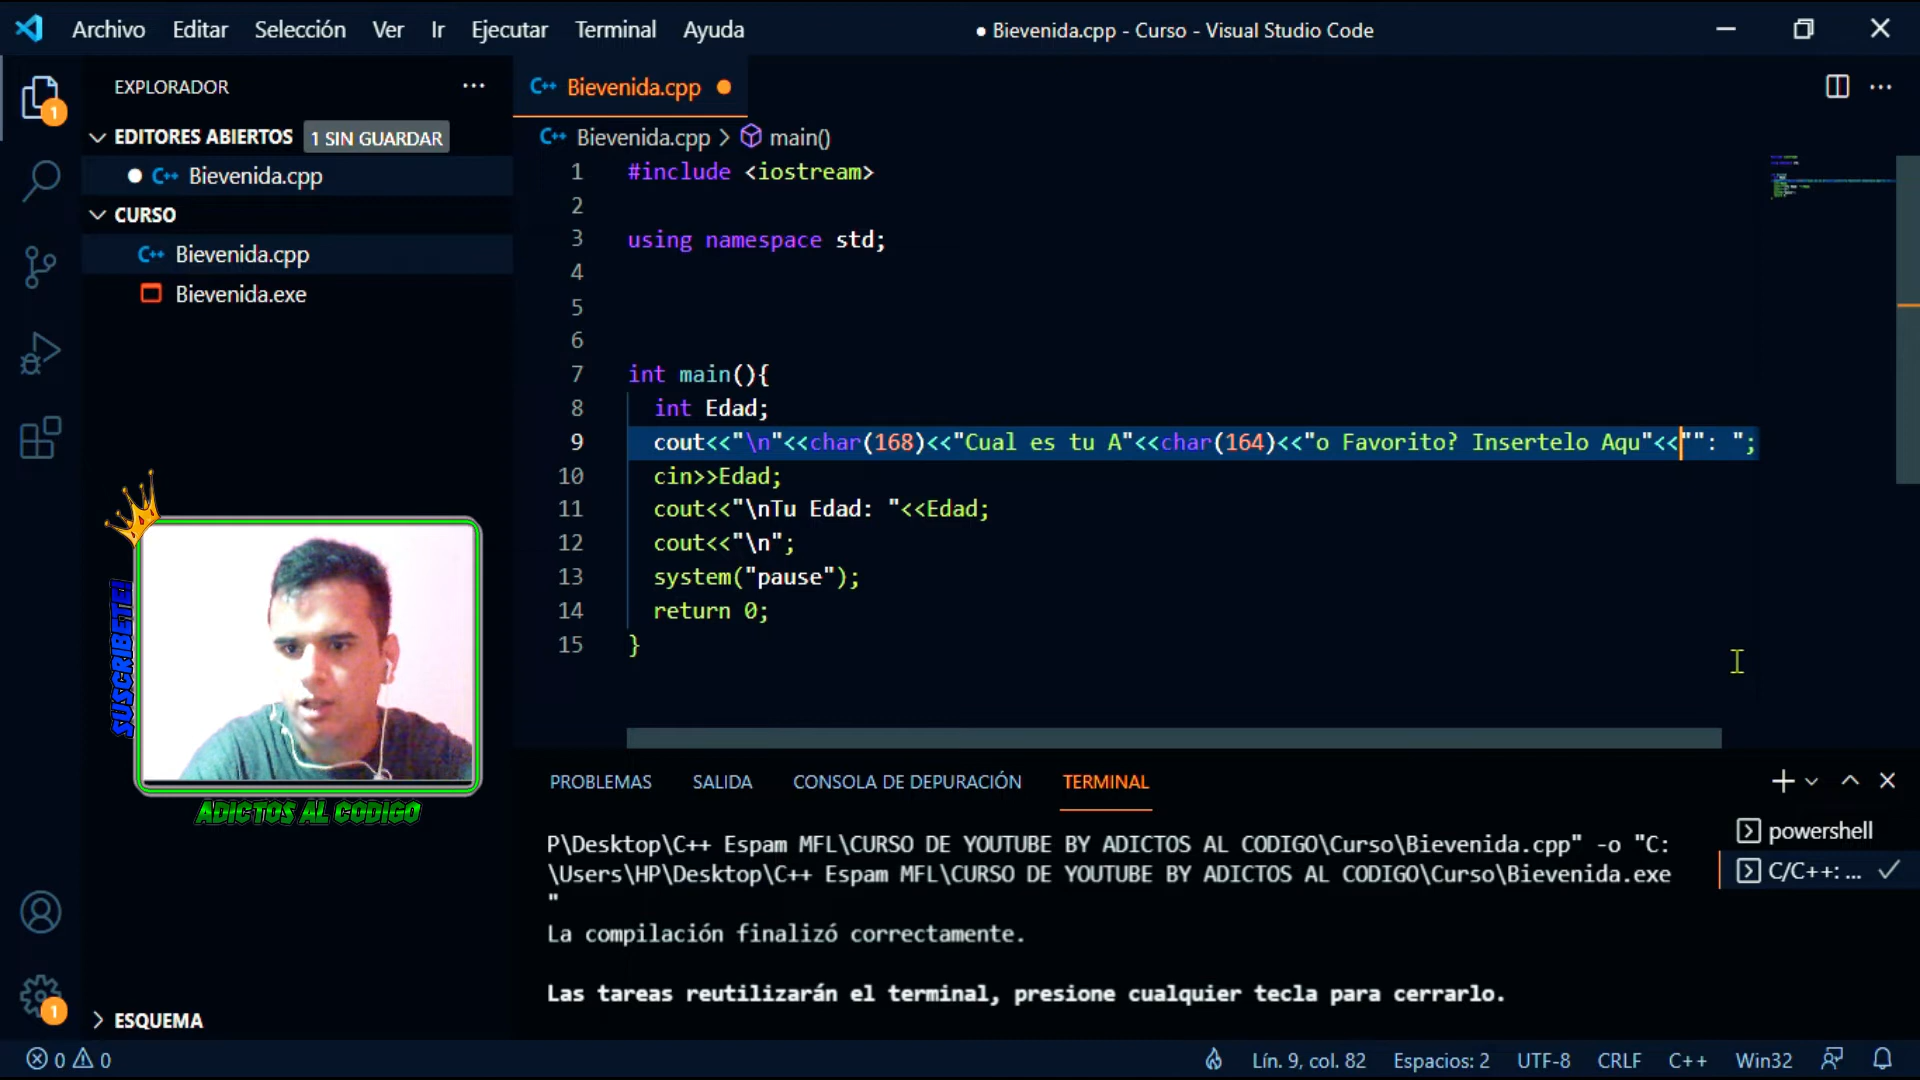 Archivo Editar Selección Ver Ir Ejecutar Terminal Ayuda
● Bievenida.cpp - Curso - Visual Studio Code
EXPLORADOR
EDITORES ABIERTOS 1 SIN GUARDAR
Bievenida.cpp
CURSO
Bievenida.cpp
Bievenida.exe
1
SUSCRIBETE!
ADICTOS AL CODIGO
1
ESQUEMA
Bievenida.cpp
Bievenida.cpp > main()
1 #include <iostream>
2
3 using namespace std;
4
5
6
7 int main(){
8 int Edad;
9 cout<<"\n"<<char(168)<<"Cual es tu A"<<char(164)<<"o Favorito? Insertelo Aqu"<<"": ";
10 cin>>Edad;
11 cout<<"\nTu Edad: "<<Edad;
12 cout<<"\n";
13 system("pause");
14 return 0;
15 }
PROBLEMAS SALIDA CONSOLA DE DEPURACIÓN TERMINAL
P\Desktop\C++ Espam MFL\CURSO DE YOUTUBE BY ADICTOS AL CODIGO\Curso\Bievenida.cpp" -o "C:
\Users\HP\Desktop\C++ Espam MFL\CURSO DE YOUTUBE BY ADICTOS AL CODIGO\Curso\Bievenida.exe
"
La compilación finalizó correctamente.
Las tareas reutilizarán el terminal, presione cualquier tecla para cerrarlo.
powershell
C/C++: ...
0 0
Lín. 9, col. 82 Espacios: 2 UTF-8 CRLF C++ Win32